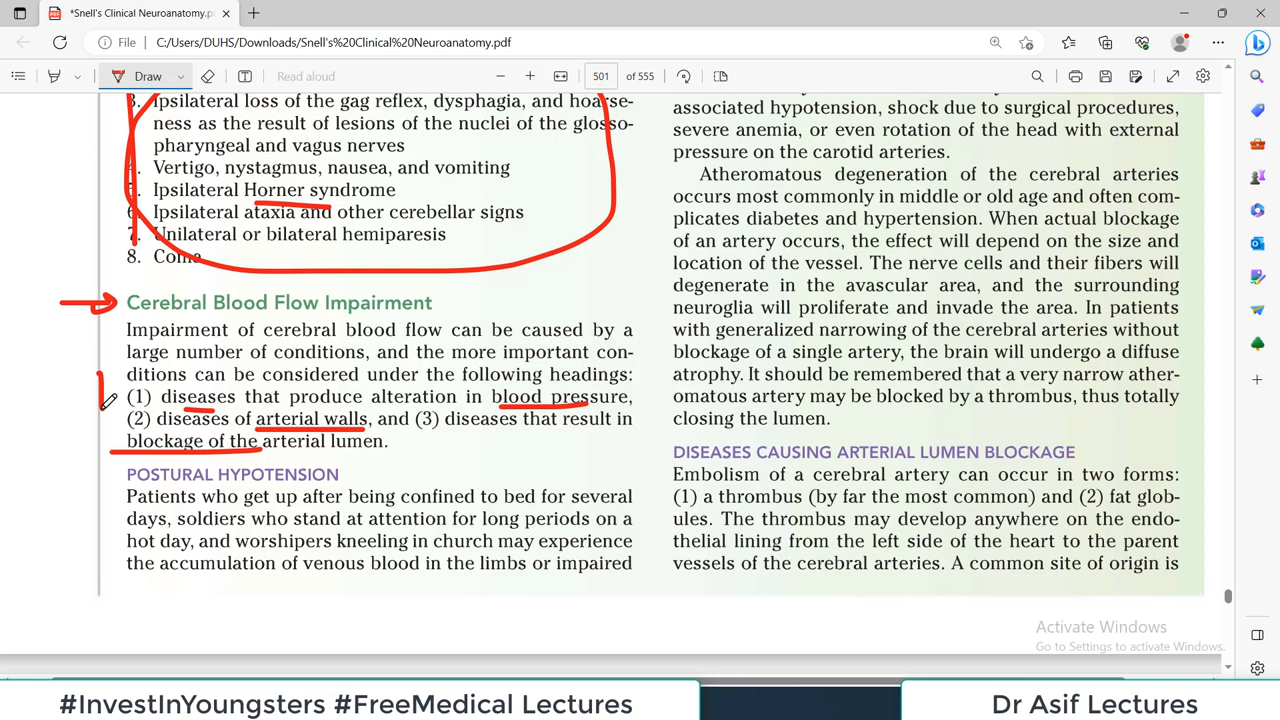 *Snell's Clinical Neuroanatomy.p
File
C:/Users/DUHS/Downloads/Snell's%20Clinical%20Neuroanatomy.pdf
Draw
Read aloud
501
of 555
3. Ipsilateral loss of the gag reflex, dysphagia, and hoarse-
ness as the result of lesions of the nuclei of the glosso-
pharyngeal and vagus nerves
4. Vertigo, nystagmus, nausea, and vomiting
5. Ipsilateral Horner syndrome
6. Ipsilateral ataxia and other cerebellar signs
7. Unilateral or bilateral hemiparesis
8. Coma
Cerebral Blood Flow Impairment
Impairment of cerebral blood flow can be caused by a
large number of conditions, and the more important con-
ditions can be considered under the following headings:
(1) diseases that produce alteration in blood pressure,
(2) diseases of arterial walls, and (3) diseases that result in
blockage of the arterial lumen.
POSTURAL HYPOTENSION
Patients who get up after being confined to bed for several
days, soldiers who stand at attention for long periods on a
hot day, and worshipers kneeling in church may experience
the accumulation of venous blood in the limbs or impaired
associated hypotension, shock due to surgical procedures,
severe anemia, or even rotation of the head with external
pressure on the carotid arteries.
Atheromatous degeneration of the cerebral arteries
occurs most commonly in middle or old age and often com-
plicates diabetes and hypertension. When actual blockage
of an artery occurs, the effect will depend on the size and
location of the vessel. The nerve cells and their fibers will
degenerate in the avascular area, and the surrounding
neuroglia will proliferate and invade the area. In patients
with generalized narrowing of the cerebral arteries without
blockage of a single artery, the brain will undergo a diffuse
atrophy. It should be remembered that a very narrow ather-
omatous artery may be blocked by a thrombus, thus totally
closing the lumen.
DISEASES CAUSING ARTERIAL LUMEN BLOCKAGE
Embolism of a cerebral artery can occur in two forms:
(1) a thrombus (by far the most common) and (2) fat glob-
ules. The thrombus may develop anywhere on the endo-
thelial lining from the left side of the heart to the parent
vessels of the cerebral arteries. A common site of origin is
Activate Windows
Go to Settings to activate Windows.
#InvestInYoungsters #FreeMedical Lectures
Dr Asif Lectures